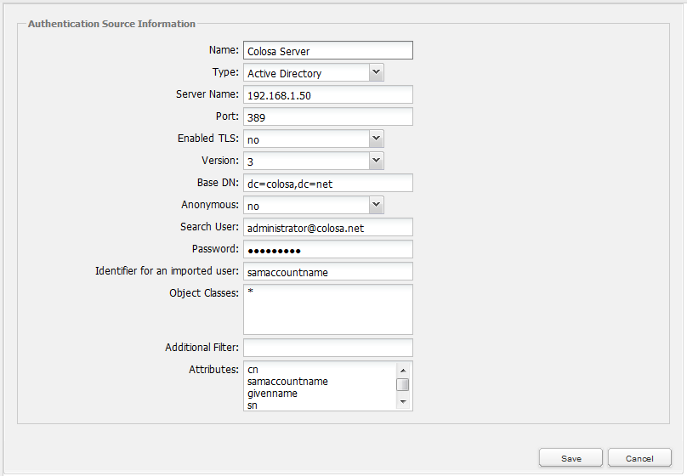 Authentication Source Information
Name: Colosa Server
Type: Active Directory
Server Name: 192.168.1.50
Port: 389
Enabled TLS: no
Version: 3
Base DN: dc=colosa,dc=net
Anonymous: no
Search User: administrator@colosa.net
Password: ●●●●●●●●●
Identifier for an imported user: samaccountname
Object Classes: *
Additional Filter:
Attributes: cn
samaccountname
givenname
sn
Save Cancel